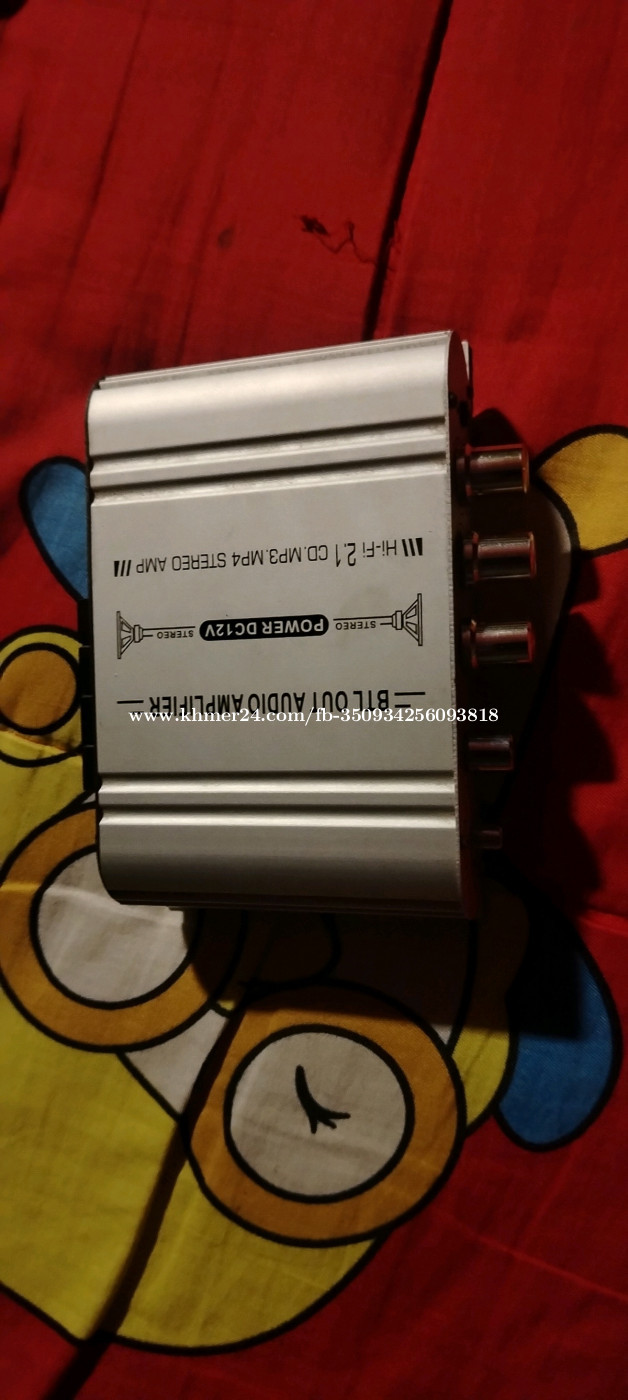 BTL OUT AUDIO AMPLIFIER
STEREO POWER DC12V STEREO
Hi-Fi 2.1 CD.MP3.MP4 STEREO AMP
www.khmer24.com/fb-350934256093818